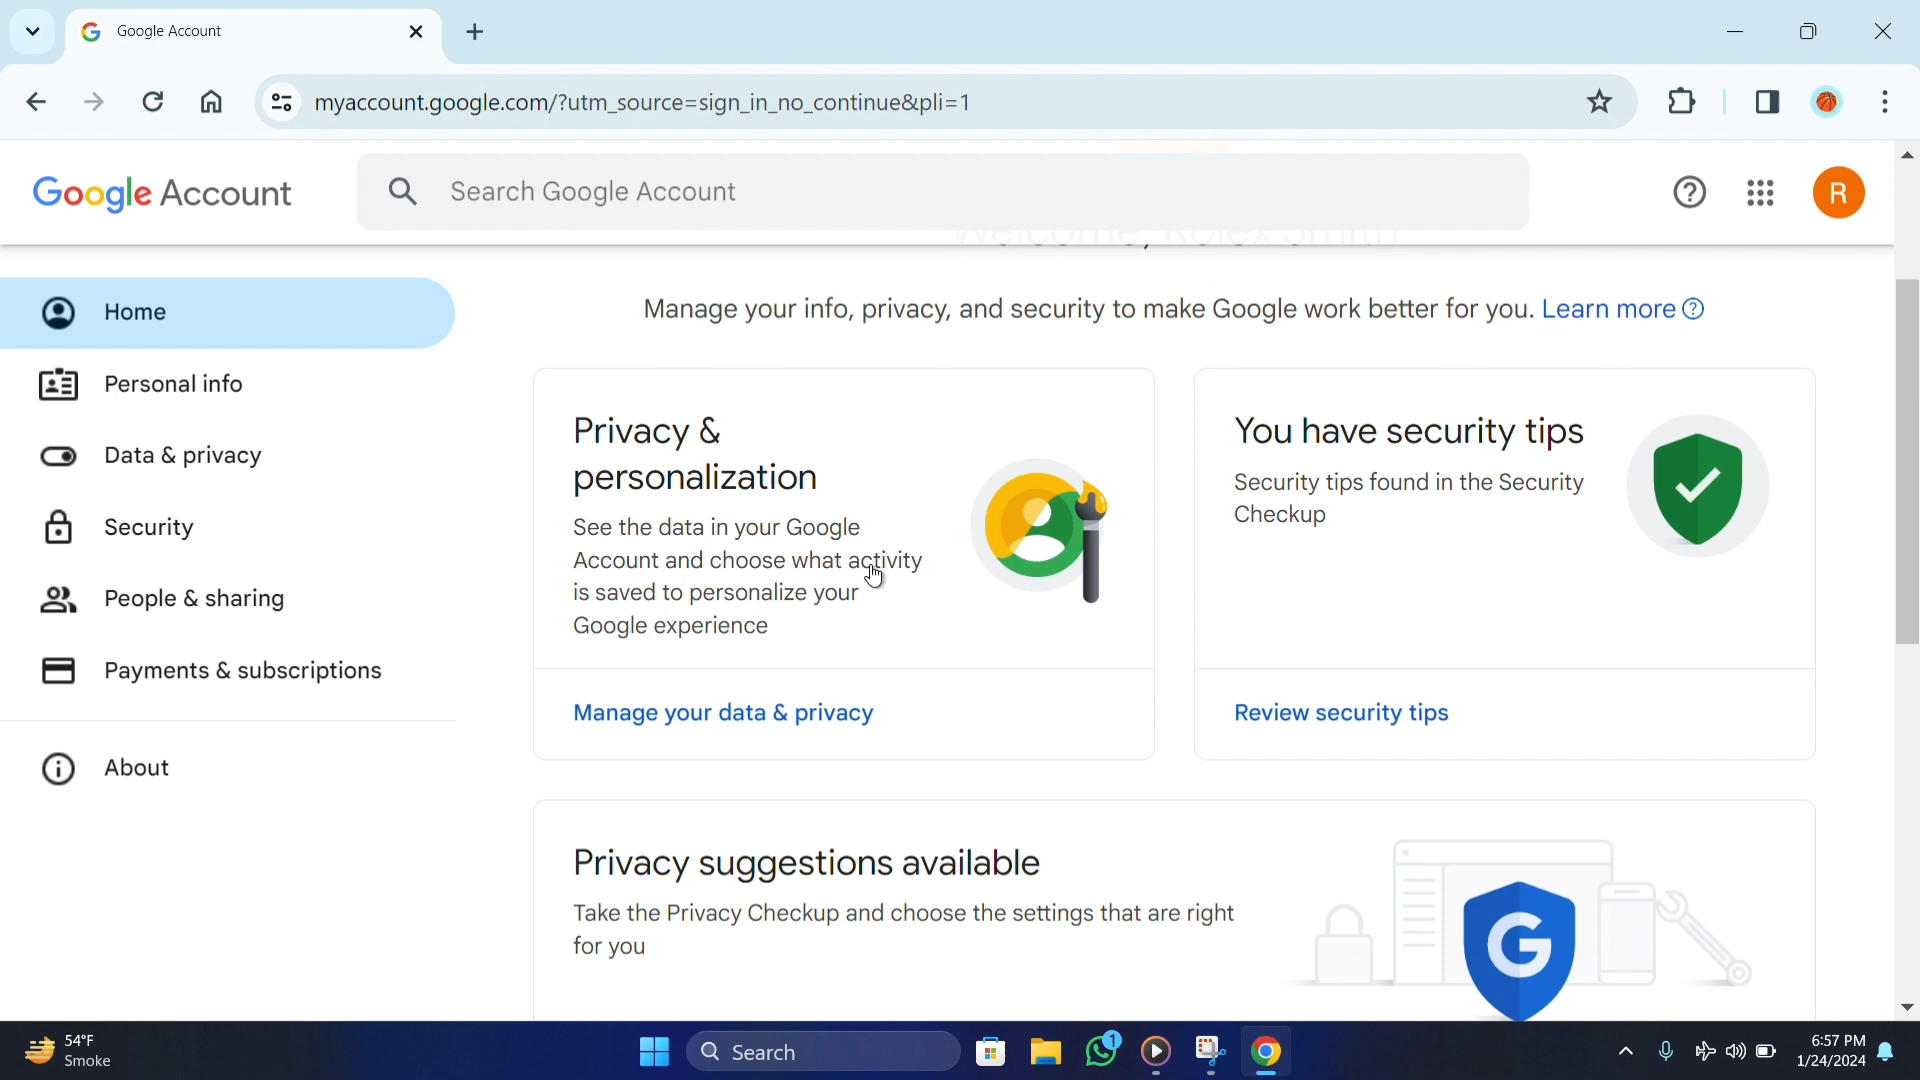 Google Account
myaccount.google.com/?utm_source=sign_in_no_continue&pli=1
Google Account
Search Google Account
R
Welcome, Rolex Smith
Home
Personal info
Data & privacy
Security
People & sharing
Payments & subscriptions
About
Manage your info, privacy, and security to make Google work better for you. Learn more
Privacy &
personalization
See the data in your Google
Account and choose what activity
is saved to personalize your
Google experience
Manage your data & privacy
You have security tips
Security tips found in the Security
Checkup
Review security tips
Privacy suggestions available
Take the Privacy Checkup and choose the settings that are right
for you
G
54°F
Smoke
Search
1
6:57 PM
1/24/2024